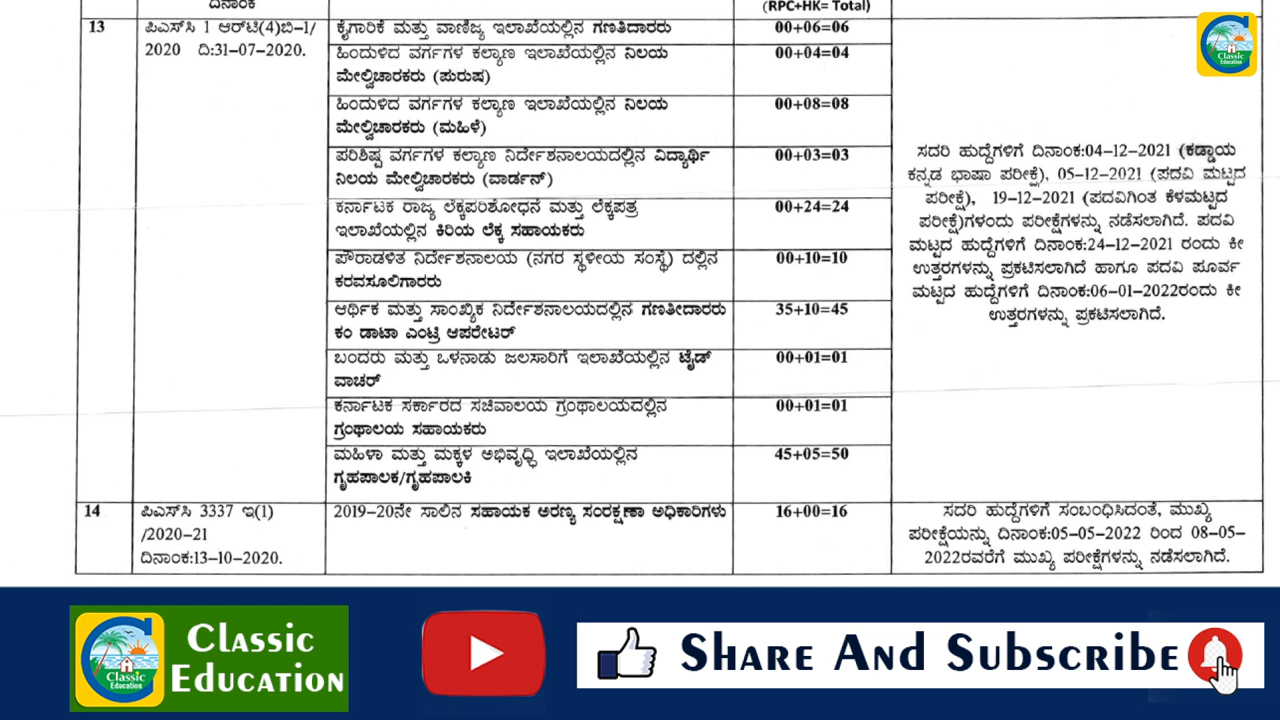 ದಿನಾಂಕ
(RPC+HK= Total)
13
ಪಿಎಸ್‌ಸಿ 1 ಆರ್‌ಟಿ(4)ಬಿ-1/
2020 ದಿ:31-07-2020.
ಕೈಗಾರಿಕೆ ಮತ್ತು ವಾಣಿಜ್ಯ ಇಲಾಖೆಯಲ್ಲಿನ ಗಣತಿದಾರರು
00+06=06
ಹಿಂದುಳಿದ ವರ್ಗಗಳ ಕಲ್ಯಾಣ ಇಲಾಖೆಯಲ್ಲಿನ ನಿಲಯ
ಮೇಲ್ವಿಚಾರಕರು (ಪುರುಷ)
00+04=04
ಹಿಂದುಳಿದ ವರ್ಗಗಳ ಕಲ್ಯಾಣ ಇಲಾಖೆಯಲ್ಲಿನ ನಿಲಯ
ಮೇಲ್ವಿಚಾರಕರು (ಮಹಿಳೆ)
00+08=08
ಪರಿಶಿಷ್ಟ ವರ್ಗಗಳ ಕಲ್ಯಾಣ ನಿರ್ದೇಶನಾಲಯದಲ್ಲಿನ ವಿದ್ಯಾರ್ಥಿ
ನಿಲಯ ಮೇಲ್ವಿಚಾರಕರು (ವಾರ್ಡನ್)
00+03=03
ಕರ್ನಾಟಕ ರಾಜ್ಯ ಲೆಕ್ಕಪರಿಶೋಧನೆ ಮತ್ತು ಲೆಕ್ಕಪತ್ರ
ಇಲಾಖೆಯಲ್ಲಿನ ಕಿರಿಯ ಲೆಕ್ಕ ಸಹಾಯಕರು
00+24=24
ಪೌರಾಡಳಿತ ನಿರ್ದೇಶನಾಲಯ (ನಗರ ಸ್ಥಳೀಯ ಸಂಸ್ಥೆ) ದಲ್ಲಿನ
ಕರವಸೂಲಿಗಾರರು
00+10=10
ಆರ್ಥಿಕ ಮತ್ತು ಸಾಂಖ್ಯಿಕ ನಿರ್ದೇಶನಾಲಯದಲ್ಲಿನ ಗಣತೀದಾರರು
ಕಂ ಡಾಟಾ ಎಂಟ್ರಿ ಆಪರೇಟರ್
35+10=45
ಬಂದರು ಮತ್ತು ಒಳನಾಡು ಜಲಸಾರಿಗೆ ಇಲಾಖೆಯಲ್ಲಿನ ಟೈಡ್
ವಾಚರ್
00+01=01
ಕರ್ನಾಟಕ ಸರ್ಕಾರದ ಸಚಿವಾಲಯ ಗ್ರಂಥಾಲಯದಲ್ಲಿನ
ಗ್ರಂಥಾಲಯ ಸಹಾಯಕರು
00+01=01
ಮಹಿಳಾ ಮತ್ತು ಮಕ್ಕಳ ಅಭಿವೃದ್ಧಿ ಇಲಾಖೆಯಲ್ಲಿನ
ಗೃಹಪಾಲಕ/ಗೃಹಪಾಲಕಿ
45+05=50
ಸದರಿ ಹುದ್ದೆಗಳಿಗೆ ದಿನಾಂಕ:04-12-2021 (ಕಡ್ಡಾಯ
ಕನ್ನಡ ಭಾಷಾ ಪರೀಕ್ಷೆ), 05-12-2021 (ಪದವಿ ಮಟ್ಟದ
ಪರೀಕ್ಷೆ), 19-12-2021 (ಪದವಿಗಿಂತ ಕೆಳಮಟ್ಟದ
ಪರೀಕ್ಷೆ)ಗಳಂದು ಪರೀಕ್ಷೆಗಳನ್ನು ನಡೆಸಲಾಗಿದೆ. ಪದವಿ
ಮಟ್ಟದ ಹುದ್ದೆಗಳಿಗೆ ದಿನಾಂಕ:24-12-2021 ರಂದು ಕೀ
ಉತ್ತರಗಳನ್ನು ಪ್ರಕಟಿಸಲಾಗಿದೆ ಹಾಗೂ ಪದವಿ ಪೂರ್ವ
ಮಟ್ಟದ ಹುದ್ದೆಗಳಿಗೆ ದಿನಾಂಕ:06-01-2022ರಂದು ಕೀ
ಉತ್ತರಗಳನ್ನು ಪ್ರಕಟಿಸಲಾಗಿದೆ.
14
ಪಿಎಸ್‌ಸಿ 3337 ಇ(1)
/2020-21
ದಿನಾಂಕ:13-10-2020.
2019-20ನೇ ಸಾಲಿನ ಸಹಾಯಕ ಅರಣ್ಯ ಸಂರಕ್ಷಣಾ ಅಧಿಕಾರಿಗಳು
16+00=16
ಸದರಿ ಹುದ್ದೆಗಳಿಗೆ ಸಂಬಂಧಿಸಿದಂತೆ, ಮುಖ್ಯ
ಪರೀಕ್ಷೆಯನ್ನು ದಿನಾಂಕ:05-05-2022 ರಿಂದ 08-05-
2022ರವರೆಗೆ ಮುಖ್ಯ ಪರೀಕ್ಷೆಗಳನ್ನು ನಡೆಸಲಾಗಿದೆ.
Classic
Education
Classic
Education
Classic
Education
Share And Subscribe